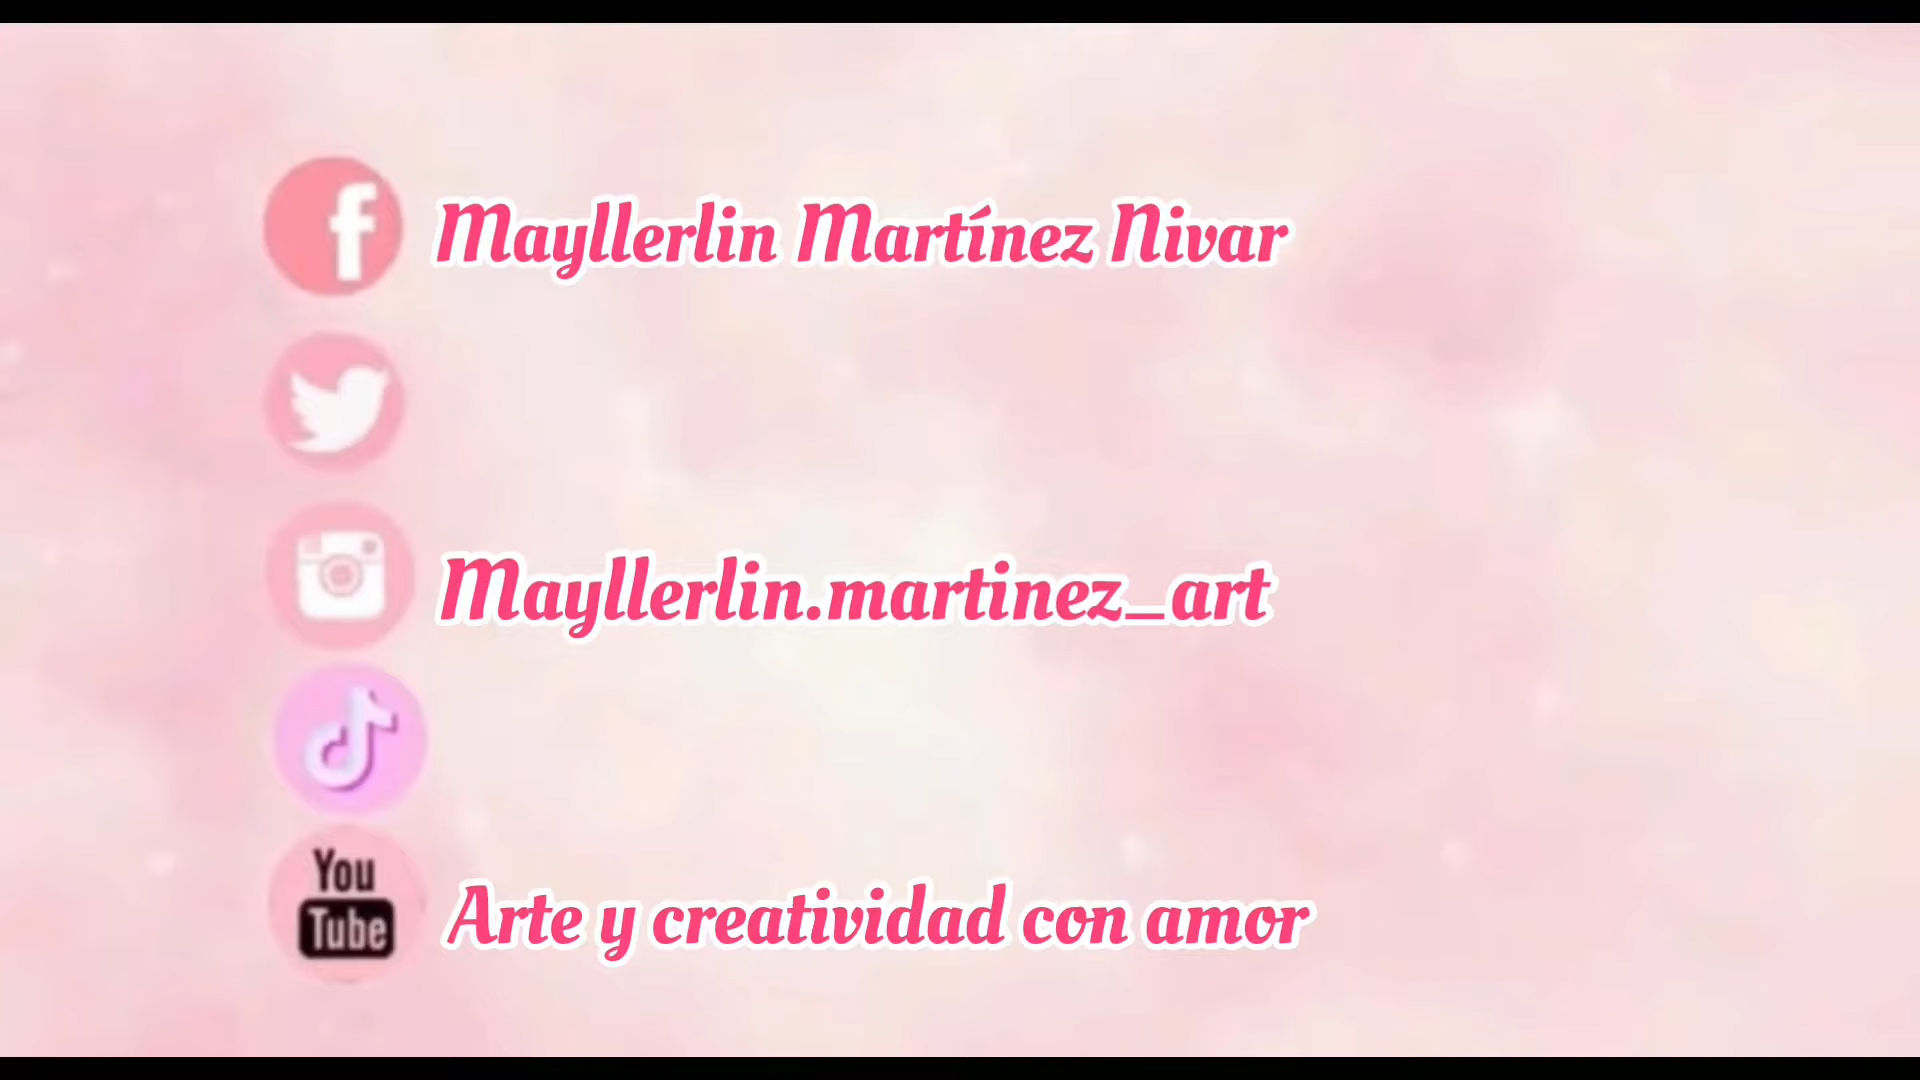 Mayllerlin Martínez Nivar
Mayllerlin.martinez_art
You
Tube
Arte y creatividad con amor